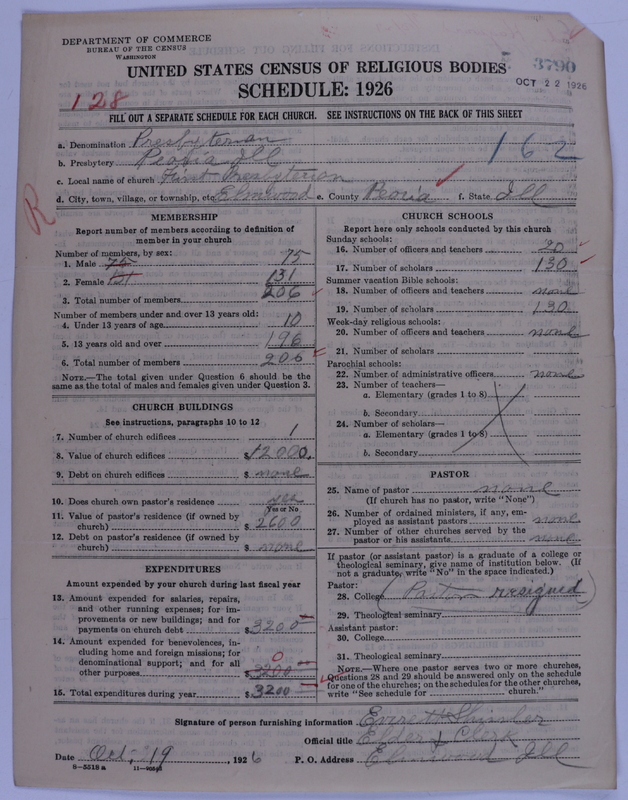 DEPARTMENT OF COMMERCE
BUREAU OF THE CENSUS
WASHINGTON
3790
OCT 22 1926
UNITED STATES CENSUS OF RELIGIOUS BODIES
SCHEDULE: 1926
128
FILL OUT A SEPARATE SCHEDULE FOR EACH CHURCH. SEE INSTRUCTIONS ON THE BACK OF THIS SHEET
a. Denomination Presbyterian
162
b. Presbytery Peoria Ill
c. Local name of church First Presbyterian
d. City, town, village, or township, etc. Elmwood e. County Peoria f. State Ill
R
MEMBERSHIP
Report number of members according to definition of
member in your church
Number of members, by sex:
1. Male 75 75
2. Female 131 131
3. Total number of members 206
Number of members under and over 13 years old:
4. Under 13 years of age 10
5. 13 years old and over 196
6. Total number of members 206
NOTE.—The total given under Question 6 should be the
same as the total of males and females given under Question 3.
CHURCH BUILDINGS
See instructions, paragraphs 10 to 12
7. Number of church edifices 1
8. Value of church edifices $12000.
9. Debt on church edifices $ none
10. Does church own pastor's residence yes
Yes or No
11. Value of pastor's residence (if owned by
church) $ 2600
12. Debt on pastor's residence (if owned by
church) $ none
EXPENDITURES
Amount expended by your church during last fiscal year
13. Amount expended for salaries, repairs,
and other running expenses; for im-
provements or new buildings; and for
payments on church debt $3200
14. Amount expended for benevolences, in-
cluding home and foreign missions; for
denominational support; and for all
other purposes 0 $3200
15. Total expenditures during year $3200
CHURCH SCHOOLS
Report here only schools conducted by this church
Sunday schools:
16. Number of officers and teachers 20
17. Number of scholars 130
Summer vacation Bible schools:
18. Number of officers and teachers none
19. Number of scholars 130
Week-day religious schools:
20. Number of officers and teachers none
21. Number of scholars
Parochial schools:
22. Number of administrative officers none
23. Number of teachers—
a. Elementary (grades 1 to 8)
b. Secondary
24. Number of scholars—
a. Elementary (grades 1 to 8)
b. Secondary
PASTOR
25. Name of pastor none
(If church has no pastor, write "None")
26. Number of ordained ministers, if any, em-
ployed as assistant pastors none
27. Number of other churches served by the
pastor or his assistants none
If pastor (or assistant pastor) is a graduate of a college or
theological seminary, give name of institution below. (If
not a graduate, write "No" in the space indicated.)
Pastor:
28. College resigned
29. Theological seminary
Assistant pastor:
30. College
31. Theological seminary
NOTE.—Where one pastor serves two or more churches,
Questions 28 and 29 should be answered only on the schedule
for one of the churches; on the schedules for the other churches,
write "See schedule for church."
Signature of person furnishing information
Official title Elder & Clerk
Date Oct. 19, 1926 P. O. Address Elmwood Ill
8—5518 a